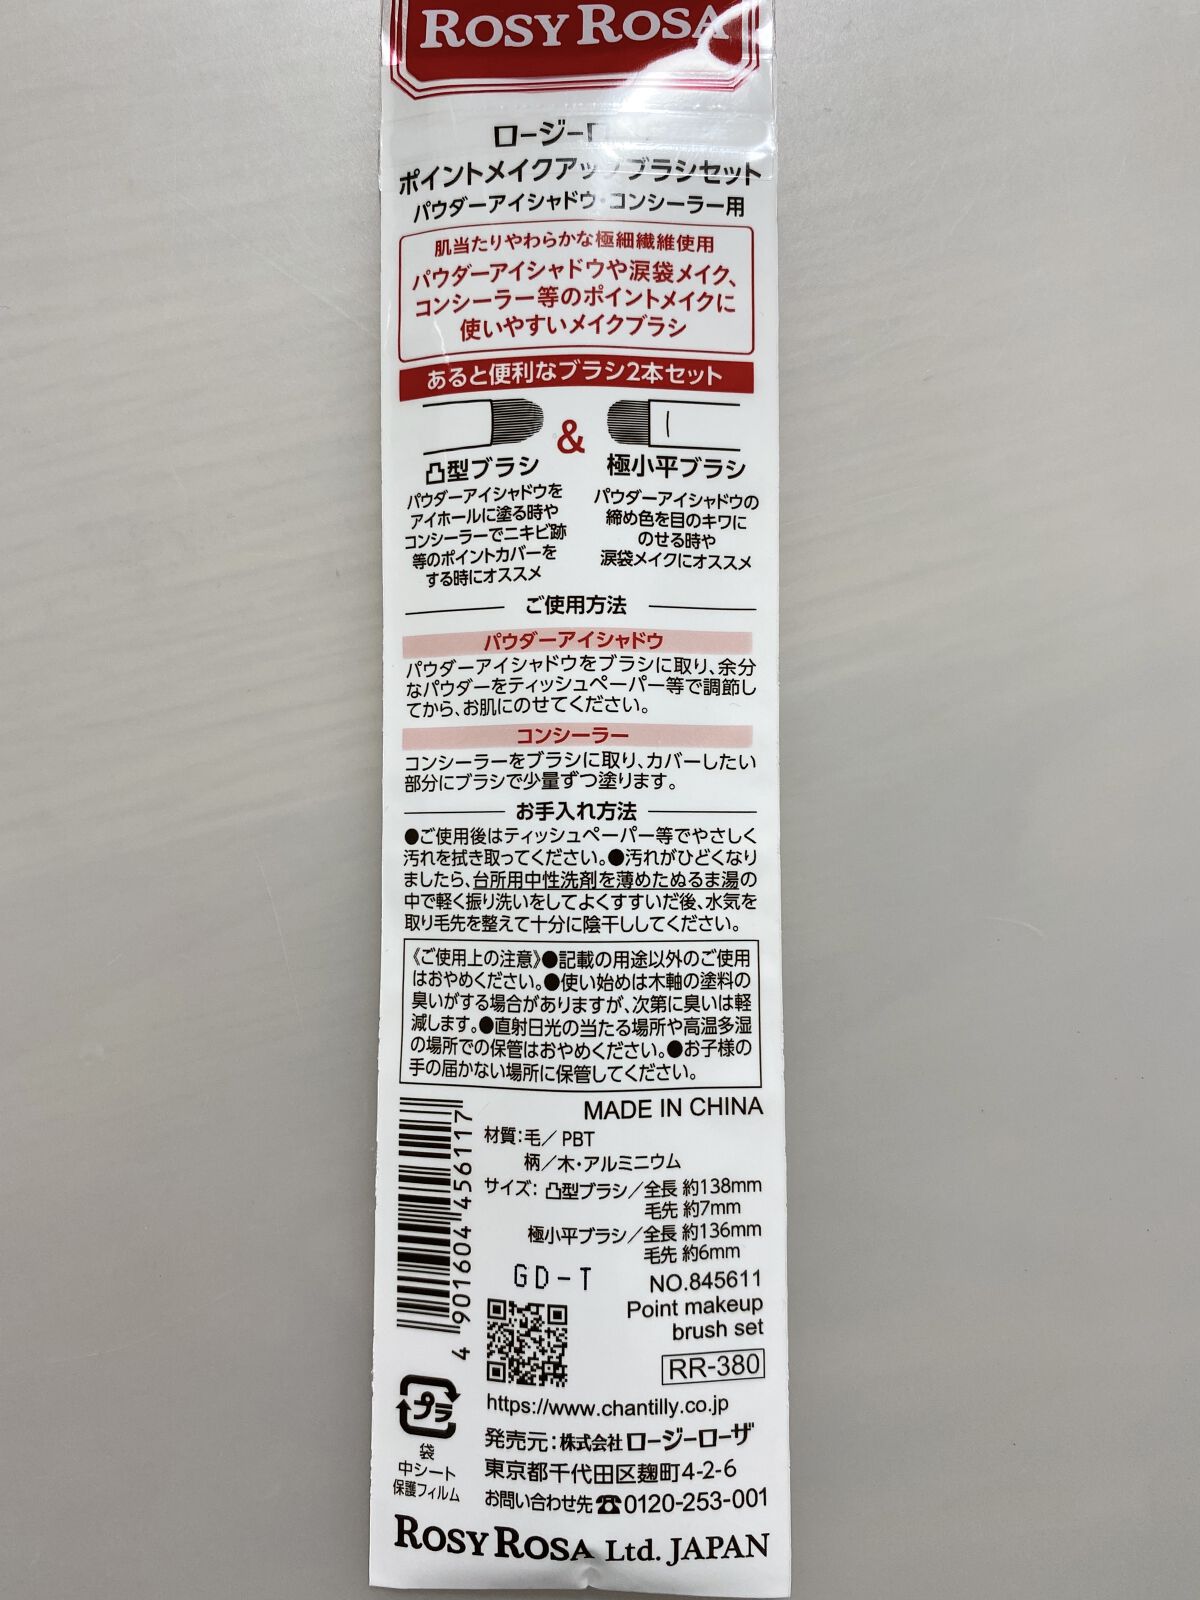 ROSY ROSA
ロージーロ
ポイントメイクアップブラシセット
パウダーアイシャドウ・コンシーラー用
肌当たりやわらかな極細繊維使用
パウダーアイシャドウや涙袋メイク、
コンシーラー等のポイントメイクに
使いやすいメイクブラシ
あると便利なブラシ2本セット
&
凸型ブラシ
パウダーアイシャドウを
アイホールに塗る時や
コンシーラーでニキビ跡
等のポイントカバーを
する時にオススメ
極小平ブラシ
パウダーアイシャドウの
締め色を目のキワに
のせる時や
涙袋メイクにオススメ
ご使用方法
パウダーアイシャドウ
パウダーアイシャドウをブラシに取り、余分
なパウダーをティッシュペーパー等で調節し
てから、お肌にのせてください。
コンシーラー
コンシーラーをブラシに取り、カバーしたい
部分にブラシで少量ずつ塗ります。
お手入れ方法
●ご使用後はティッシュペーパー等でやさしく
汚れを拭き取ってください。●汚れがひどくなり
ましたら、台所用中性洗剤を薄めたぬるま湯の
中で軽く振り洗いをしてよくすすいだ後、水気を
取り毛先を整えて十分に陰干ししてください。
《ご使用上の注意》●記載の用途以外のご使用
はおやめください。●使い始めは木軸の塗料の
臭いがする場合がありますが、次第に臭いは軽
減します。●直射日光の当たる場所や高温多湿
の場所での保管はおやめください。●お子様の
手の届かない場所に保管してください。
MADE IN CHINA
材質：毛／PBT
柄／木・アルミニウム
サイズ：凸型ブラシ／全長 約138mm
毛先 約7mm
極小平ブラシ／全長 約136mm
毛先 約6mm
GD-T
NO.845611
Point makeup
brush set
RR-380
4 901604 456117
https://www.chantilly.co.jp
プラ
袋
中シート
保護フィルム
発売元：株式会社ロージーローザ
東京都千代田区麹町4-2-6
お問い合わせ先☎0120-253-001
ROSY ROSA Ltd. JAPAN